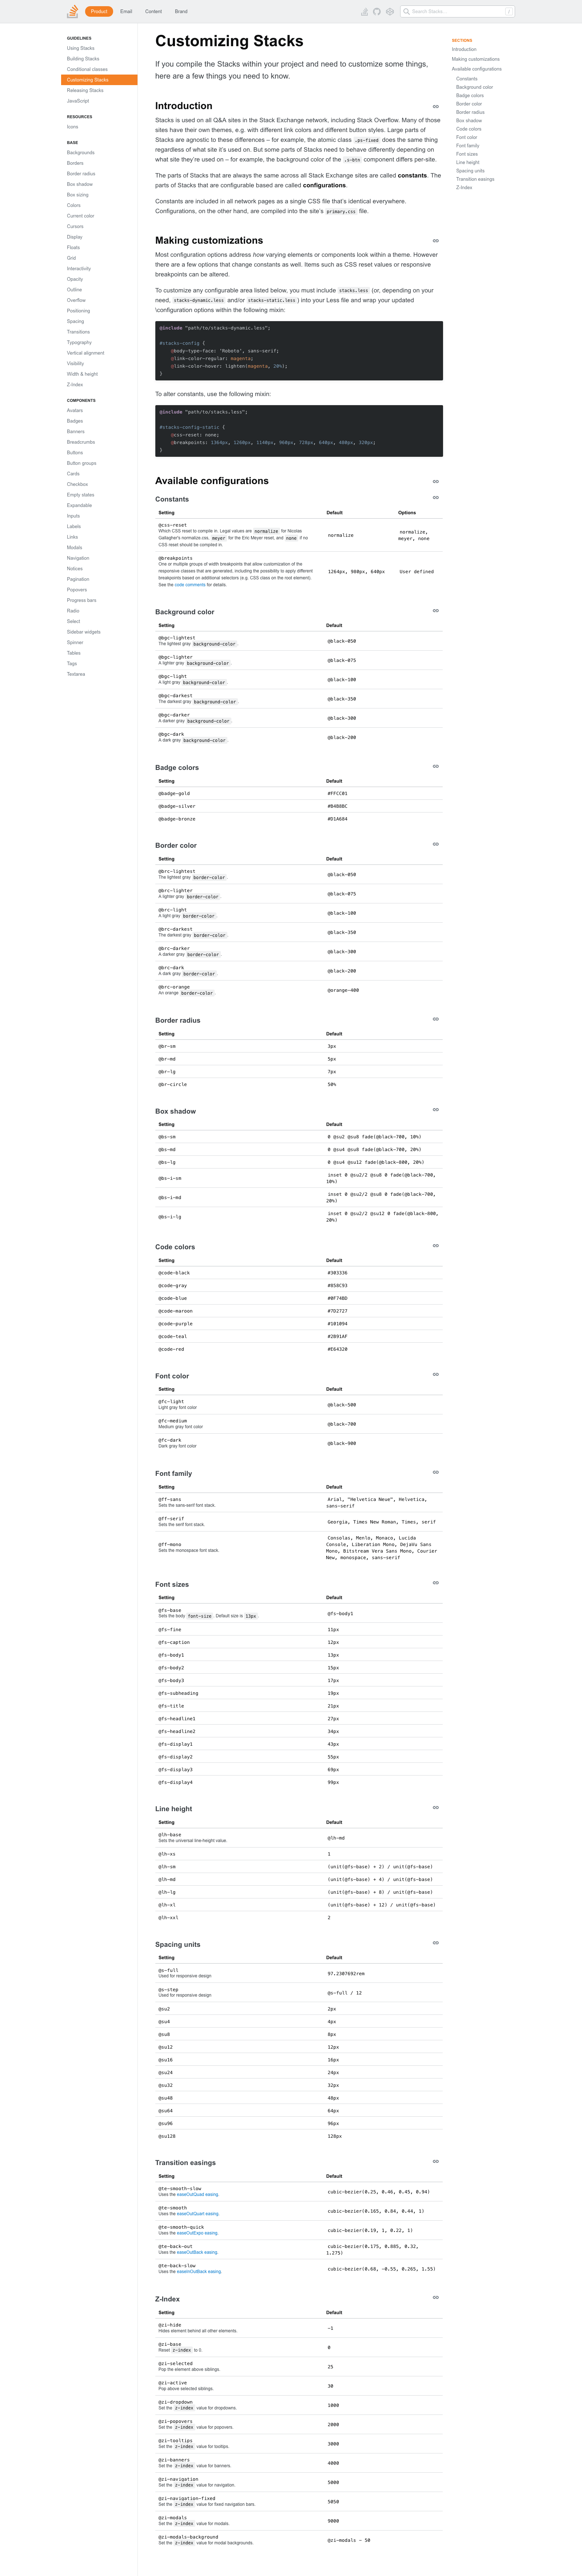 Product Email Content Brand Search Stacks… /
GUIDELINES
Using Stacks
Building Stacks
Conditional classes
Customizing Stacks
Releasing Stacks
JavaScript
RESOURCES
Icons
BASE
Backgrounds
Borders
Border radius
Box shadow
Box sizing
Colors
Current color
Cursors
Display
Floats
Grid
Interactivity
Opacity
Outline
Overflow
Positioning
Spacing
Transitions
Typography
Vertical alignment
Visibility
Width & height
Z-Index
COMPONENTS
Avatars
Badges
Banners
Breadcrumbs
Buttons
Button groups
Cards
Checkbox
Empty states
Expandable
Inputs
Labels
Links
Modals
Navigation
Notices
Pagination
Popovers
Progress bars
Radio
Select
Sidebar widgets
Spinner
Tables
Tags
Textarea
Customizing Stacks
If you compile the Stacks within your project and need to customize some things,
here are a few things you need to know.
Introduction
Stacks is used on all Q&A sites in the Stack Exchange network, including Stack Overflow. Many of those
sites have their own themes, e.g. with different link colors and different button styles. Large parts of
Stacks are agnostic to these differences – for example, the atomic class .ps-fixed does the same thing
regardless of what site it's used on. But some parts of Stacks behave differently depending on
what site they're used on – for example, the background color of the .s-btn component differs per-site.
The parts of Stacks that are always the same across all Stack Exchange sites are called constants. The
parts of Stacks that are configurable based are called configurations.
Constants are included in all network pages as a single CSS file that's identical everywhere.
Configurations, on the other hand, are compiled into the site's primary.css file.
Making customizations
Most configuration options address how varying elements or components look within a theme. However
there are a few options that change constants as well. Items such as CSS reset values or responsive
breakpoints can be altered.
To customize any configurable area listed below, you must include stacks.less (or, depending on your
need, stacks-dynamic.less and/or stacks-static.less) into your Less file and wrap your updated
\configuration options within the following mixin:
@include "path/to/stacks-dynamic.less";
#stacks-config {
@body-type-face: 'Roboto', sans-serif;
@link-color-regular: magenta;
@link-color-hover: lighten(magenta, 20%);
}
To alter constants, use the following mixin:
@include "path/to/stacks.less";
#stacks-config-static {
@css-reset: none;
@breakpoints: 1364px, 1260px, 1140px, 960px, 720px, 640px, 480px, 320px;
}
Available configurations
Constants
Setting Default Options
@css-reset
Which CSS reset to compile in. Legal values are normalize for Nicolas
Gallagher's normalize.css, meyer for the Eric Meyer reset, and none if no
CSS reset should be compiled in.
normalize
normalize,
meyer, none
@breakpoints
One or multiple groups of width breakpoints that allow customization of the
responsive classes that are generated, including the possibility to apply different
breakpoints based on additional selectors (e.g. CSS class on the root element).
See the code comments for details.
1264px, 980px, 640px User defined
Background color
Setting Default
@bgc-lightest
The lightest gray background-color.
@black-050
@bgc-lighter
A lighter gray background-color.
@black-075
@bgc-light
A light gray background-color.
@black-100
@bgc-darkest
The darkest gray background-color.
@black-350
@bgc-darker
A darker gray background-color.
@black-300
@bgc-dark
A dark gray background-color.
@black-200
Badge colors
Setting Default
@badge-gold #FFCC01
@badge-silver #B4B8BC
@badge-bronze #D1A684
Border color
Setting Default
@brc-lightest
The lightest gray border-color.
@black-050
@brc-lighter
A lighter gray border-color.
@black-075
@brc-light
A light gray border-color.
@black-100
@brc-darkest
The darkest gray border-color.
@black-350
@brc-darker
A darker gray border-color.
@black-300
@brc-dark
A dark gray border-color.
@black-200
@brc-orange
An orange border-color.
@orange-400
Border radius
Setting Default
@br-sm 3px
@br-md 5px
@br-lg 7px
@br-circle 50%
Box shadow
Setting Default
@bs-sm 0 @su2 @su8 fade(@black-700, 10%)
@bs-md 0 @su4 @su8 fade(@black-700, 20%)
@bs-lg 0 @su4 @su12 fade(@black-800, 20%)
@bs-i-sm
inset 0 @su2/2 @su8 0 fade(@black-700,
10%)
@bs-i-md
inset 0 @su2/2 @su8 0 fade(@black-700,
20%)
@bs-i-lg
inset 0 @su2/2 @su12 0 fade(@black-800,
20%)
Code colors
Setting Default
@code-black #303336
@code-gray #858C93
@code-blue #0F74BD
@code-maroon #7D2727
@code-purple #101094
@code-teal #2B91AF
@code-red #E64320
Font color
Setting Default
@fc-light
Light gray font color
@black-500
@fc-medium
Medium gray font color
@black-700
@fc-dark
Dark gray font color
@black-900
Font family
Setting Default
@ff-sans
Sets the sans-serif font stack.
Arial, "Helvetica Neue", Helvetica,
sans-serif
@ff-serif
Sets the serif font stack.
Georgia, Times New Roman, Times, serif
@ff-mono
Sets the monospace font stack.
Consolas, Menlo, Monaco, Lucida
Console, Liberation Mono, DejaVu Sans
Mono, Bitstream Vera Sans Mono, Courier
New, monospace, sans-serif
Font sizes
Setting Default
@fs-base
Sets the body font-size. Default size is 13px.
@fs-body1
@fs-fine 11px
@fs-caption 12px
@fs-body1 13px
@fs-body2 15px
@fs-body3 17px
@fs-subheading 19px
@fs-title 21px
@fs-headline1 27px
@fs-headline2 34px
@fs-display1 43px
@fs-display2 55px
@fs-display3 69px
@fs-display4 99px
Line height
Setting Default
@lh-base
Sets the universal line-height value.
@lh-md
@lh-xs 1
@lh-sm (unit(@fs-base) + 2) / unit(@fs-base)
@lh-md (unit(@fs-base) + 4) / unit(@fs-base)
@lh-lg (unit(@fs-base) + 8) / unit(@fs-base)
@lh-xl (unit(@fs-base) + 12) / unit(@fs-base)
@lh-xxl 2
Spacing units
Setting Default
@s-full
Used for responsive design
97.2307692rem
@s-step
Used for responsive design
@s-full / 12
@su2 2px
@su4 4px
@su8 8px
@su12 12px
@su16 16px
@su24 24px
@su32 32px
@su48 48px
@su64 64px
@su96 96px
@su128 128px
Transition easings
Setting Default
@te-smooth-slow
Uses the easeOutQuad easing.
cubic-bezier(0.25, 0.46, 0.45, 0.94)
@te-smooth
Uses the easeOutQuart easing.
cubic-bezier(0.165, 0.84, 0.44, 1)
@te-smooth-quick
Uses the easeOutExpo easing.
cubic-bezier(0.19, 1, 0.22, 1)
@te-back-out
Uses the easeOutBack easing.
cubic-bezier(0.175, 0.885, 0.32,
1.275)
@te-back-slow
Uses the easeInOutBack easing.
cubic-bezier(0.68, -0.55, 0.265, 1.55)
Z-Index
Setting Default
@zi-hide
Hides element behind all other elements.
-1
@zi-base
Reset z-index to 0.
0
@zi-selected
Pop the element above siblings.
25
@zi-active
Pop above selected siblings.
30
@zi-dropdown
Set the z-index value for dropdowns.
1000
@zi-popovers
Set the z-index value for popovers.
2000
@zi-tooltips
Set the z-index value for tooltips.
3000
@zi-banners
Set the z-index value for banners.
4000
@zi-navigation
Set the z-index value for navigation.
5000
@zi-navigation-fixed
Set the z-index value for fixed navigation bars.
5050
@zi-modals
Set the z-index value for modals.
9000
@zi-modals-background
Set the z-index value for modal backgrounds.
@zi-modals - 50
SECTIONS
Introduction
Making customizations
Available configurations
Constants
Background color
Badge colors
Border color
Border radius
Box shadow
Code colors
Font color
Font family
Font sizes
Line height
Spacing units
Transition easings
Z-Index